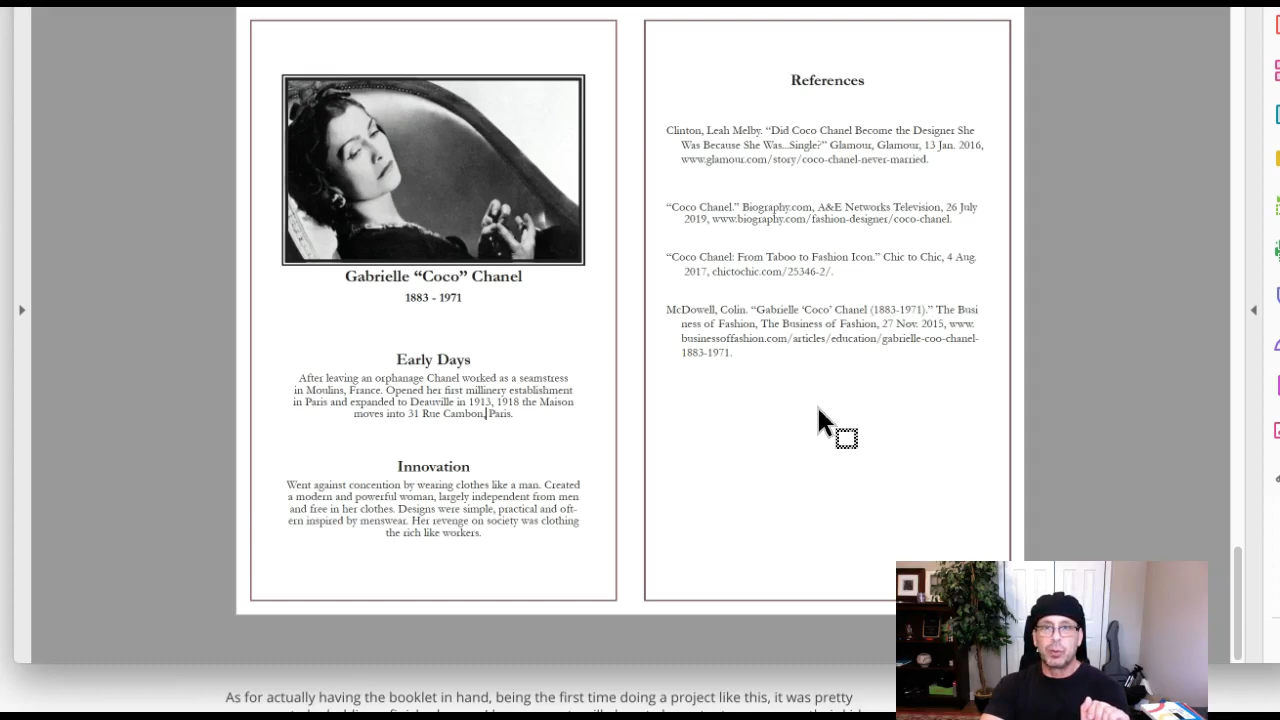 Gabrielle “Coco” Chanel
1883 - 1971
Early Days
After leaving an orphanage Chanel worked as a seamstress
in Moulins, France. Opened her first millinery establishment
in Paris and expanded to Deauville in 1913, 1918 the Maison
moves into 31 Rue Cambon, Paris.
Innovation
Went against concention by wearing clothes like a man. Created
a modern and powerful woman, largely independent from men
and free in her clothes. Designs were simple, practical and oft-
ern inspired by menswear. Her revenge on society was clothing
the rich like workers.
References
Clinton, Leah Melby. “Did Coco Chanel Become the Designer She
Was Because She Was...Single?” Glamour, Glamour, 13 Jan. 2016,
www.glamour.com/story/coco-chanel-never-married.
“Coco Chanel.” Biography.com, A&E Networks Television, 26 July
2019, www.biography.com/fashion-designer/coco-chanel.
“Coco Chanel: From Taboo to Fashion Icon.” Chic to Chic, 4 Aug.
2017, chictochic.com/25346-2/.
McDowell, Colin. “Gabrielle ‘Coco’ Chanel (1883-1971).” The Busi
ness of Fashion, The Business of Fashion, 27 Nov. 2015, www.
businessoffashion.com/articles/education/gabrielle-coo-chanel-
1883-1971.
As for actually having the booklet in hand, being the first time doing a project like this, it was pretty